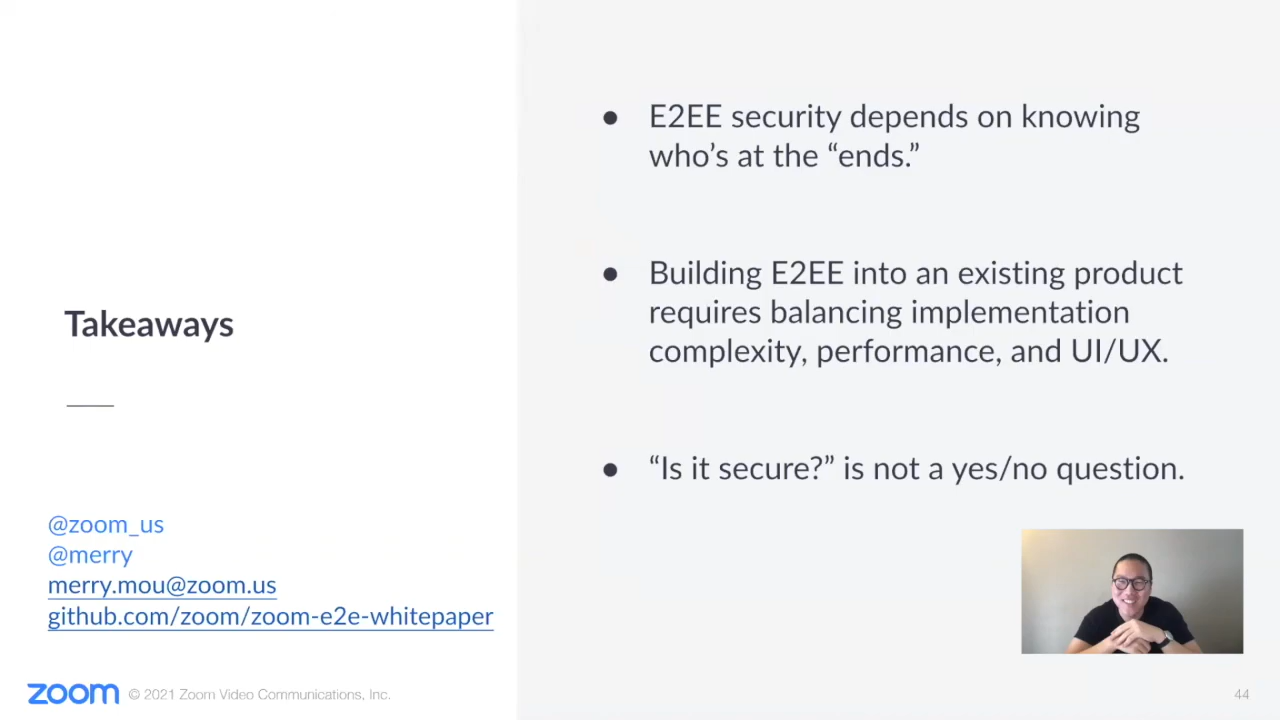 Takeaways
@zoom_us
@merry
merry.mou@zoom.us
github.com/zoom/zoom-e2e-whitepaper
● E2EE security depends on knowing
who’s at the “ends.”
● Building E2EE into an existing product
requires balancing implementation
complexity, performance, and UI/UX.
● “Is it secure?” is not a yes/no question.
zoom © 2021 Zoom Video Communications, Inc.
44